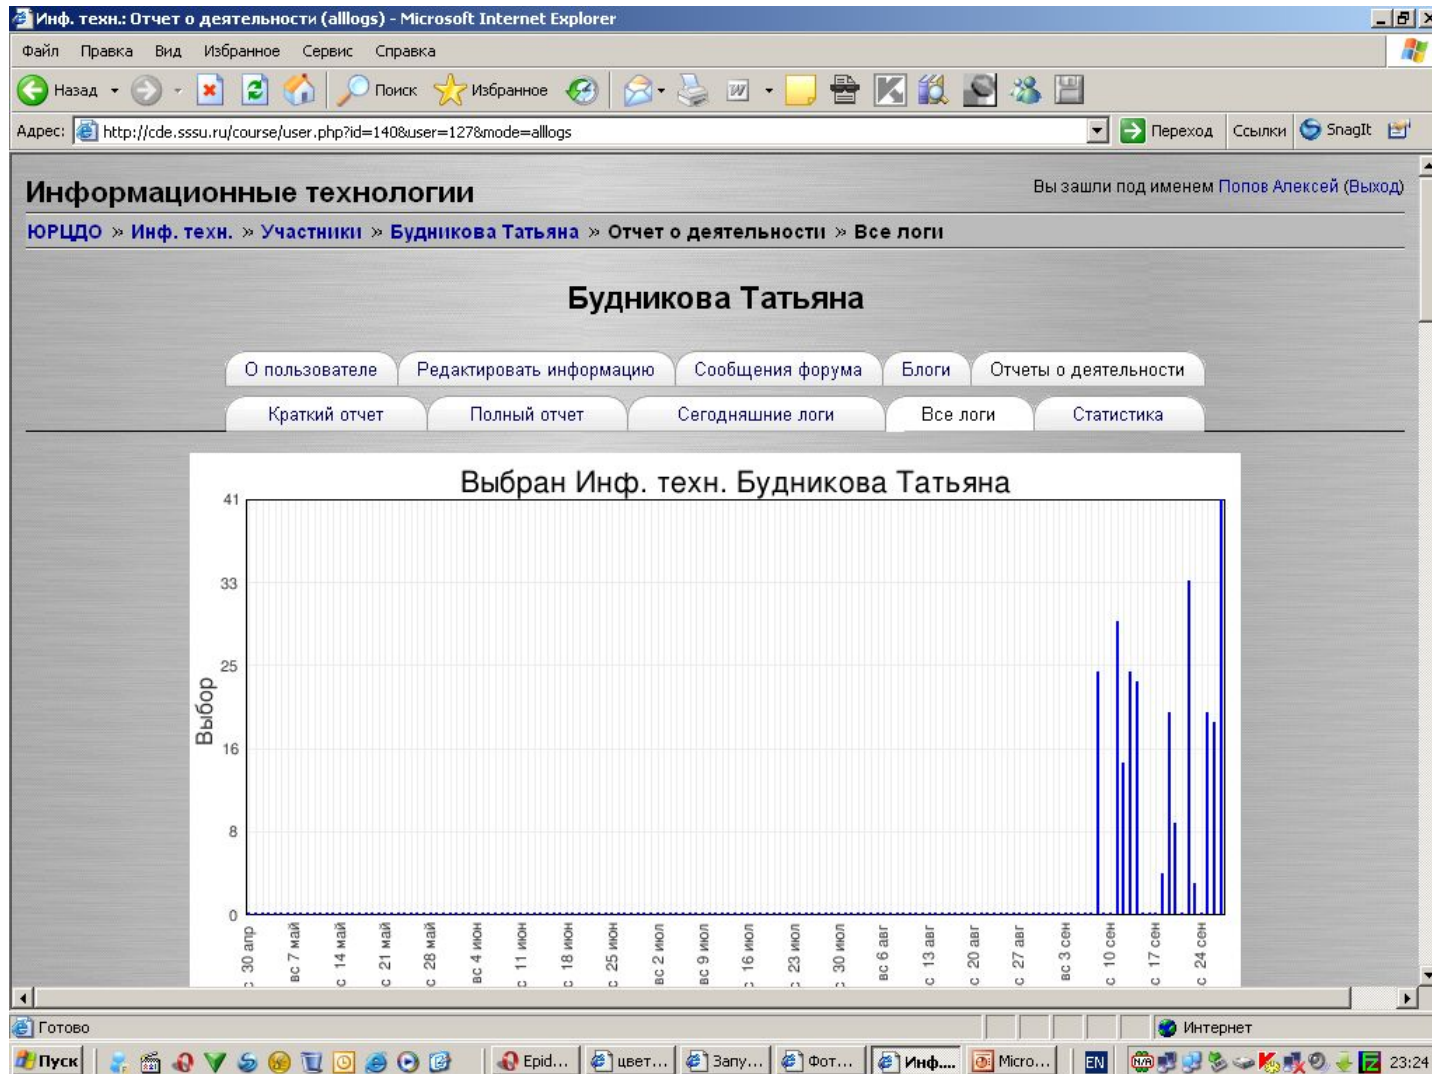 Инф. техн.: Отчет о деятельности (alllogs) - Microsoft Internet Explorer
Файл Правка Вид Избранное Сервис Справка
Назад Поиск Избранное
Адрес: http://cde.sssu.ru/course/user.php?id=140&user=127&mode=alllogs Переход Ссылки SnagIt
Информационные технологии
Вы зашли под именем Попов Алексей (Выход)
ЮРЦДО » Инф. техн. » Участники » Будникова Татьяна » Отчет о деятельности » Все логи
Будникова Татьяна
О пользователе Редактировать информацию Сообщения форума Блоги Отчеты о деятельности
Краткий отчет Полный отчет Сегодняшние логи Все логи Статистика
Выбран Инф. техн. Будникова Татьяна
41
33
25
16
8
0
Выбор
с 30 апр
вс 7 май
с 14 май
с 21 май
с 28 май
вс 4 июн
с 11 июн
с 18 июн
с 25 июн
вс 2 июл
вс 9 июл
с 16 июл
с 23 июл
с 30 июл
вс 6 авг
с 13 авг
с 20 авг
с 27 авг
вс 3 сен
с 10 сен
с 17 сен
с 24 сен
Готово Интернет
Пуск Epid... цвет... Запу... Фот... Инф.... Micro... EN 23:24